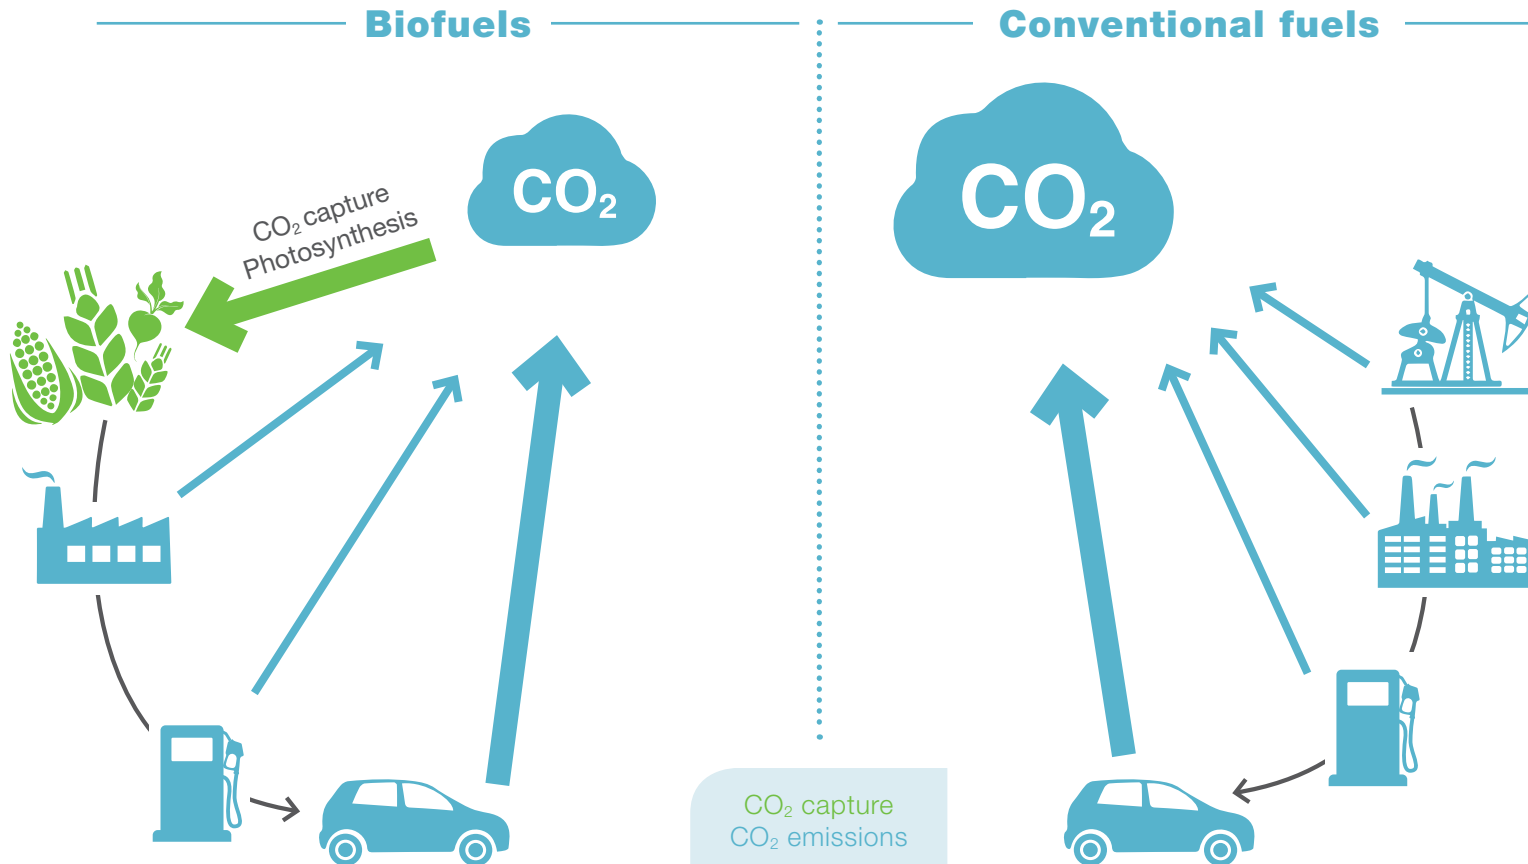 Biofuels
Conventional fuels
CO₂
CO₂
CO₂ capture
Photosynthesis
CO₂ capture
CO₂ emissions